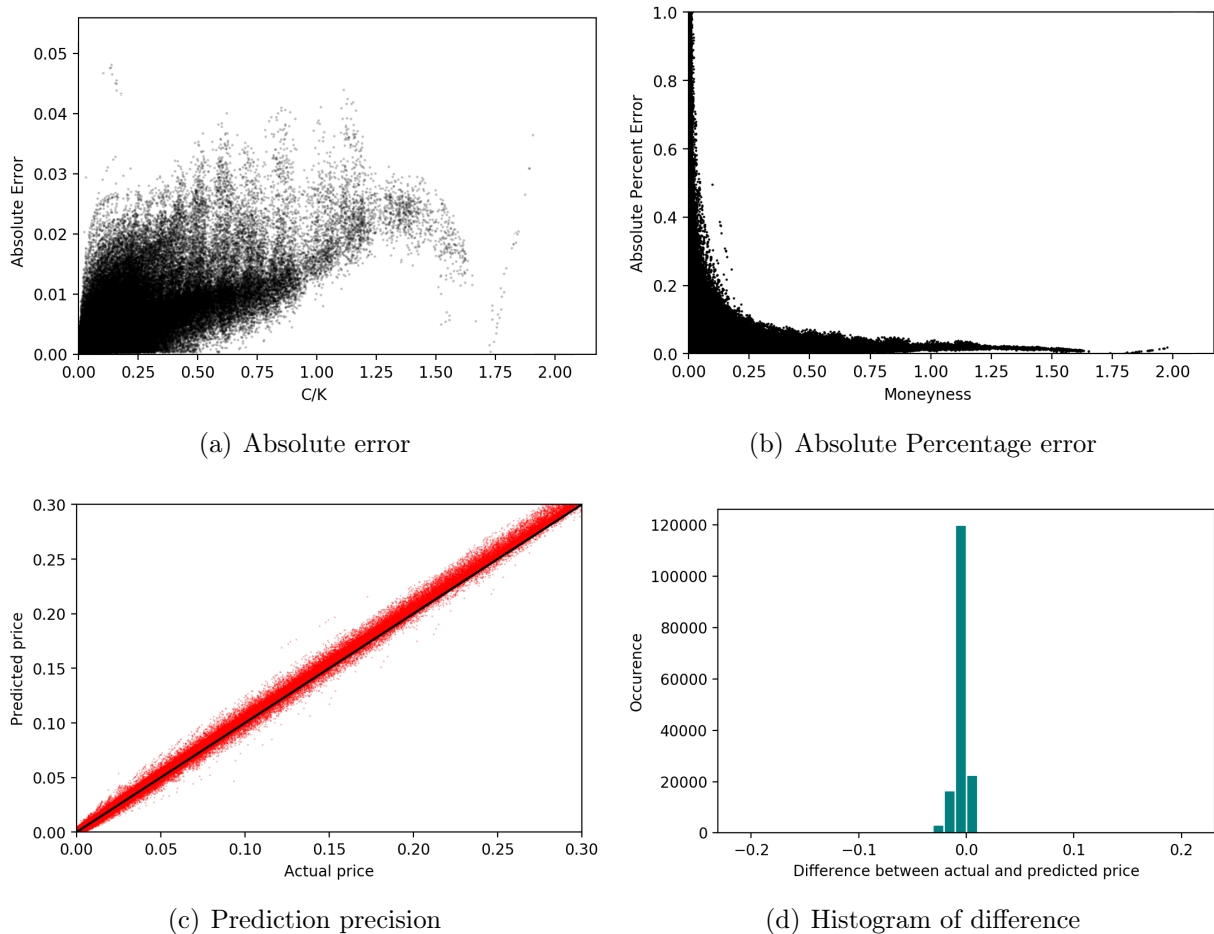 0.05
0.04
0.03
0.02
0.01
0.00
Absolute Error
0.00 0.25 0.50 0.75 1.00 1.25 1.50 1.75 2.00
C/K
(a) Absolute error
1.0
0.8
0.6
0.4
0.2
0.0
Absolute Percent Error
0.00 0.25 0.50 0.75 1.00 1.25 1.50 1.75 2.00
Moneyness
(b) Absolute Percentage error
0.30
0.25
0.20
0.15
0.10
0.05
0.00
Predicted price
0.00 0.05 0.10 0.15 0.20 0.25 0.30
Actual price
(c) Prediction precision
120000
100000
80000
60000
40000
20000
0
Occurence
−0.2 −0.1 0.0 0.1 0.2
Difference between actual and predicted price
(d) Histogram of difference